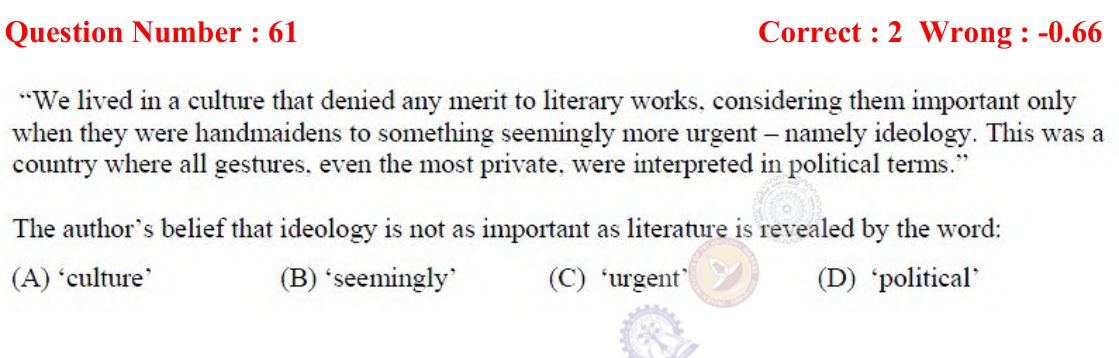 Question Number : 61 Correct : 2 Wrong : -0.66
“We lived in a culture that denied any merit to literary works, considering them important only
when they were handmaidens to something seemingly more urgent – namely ideology. This was a
country where all gestures, even the most private, were interpreted in political terms.”
The author’s belief that ideology is not as important as literature is revealed by the word:
(A) ‘culture’ (B) ‘seemingly’ (C) ‘urgent’ (D) ‘political’